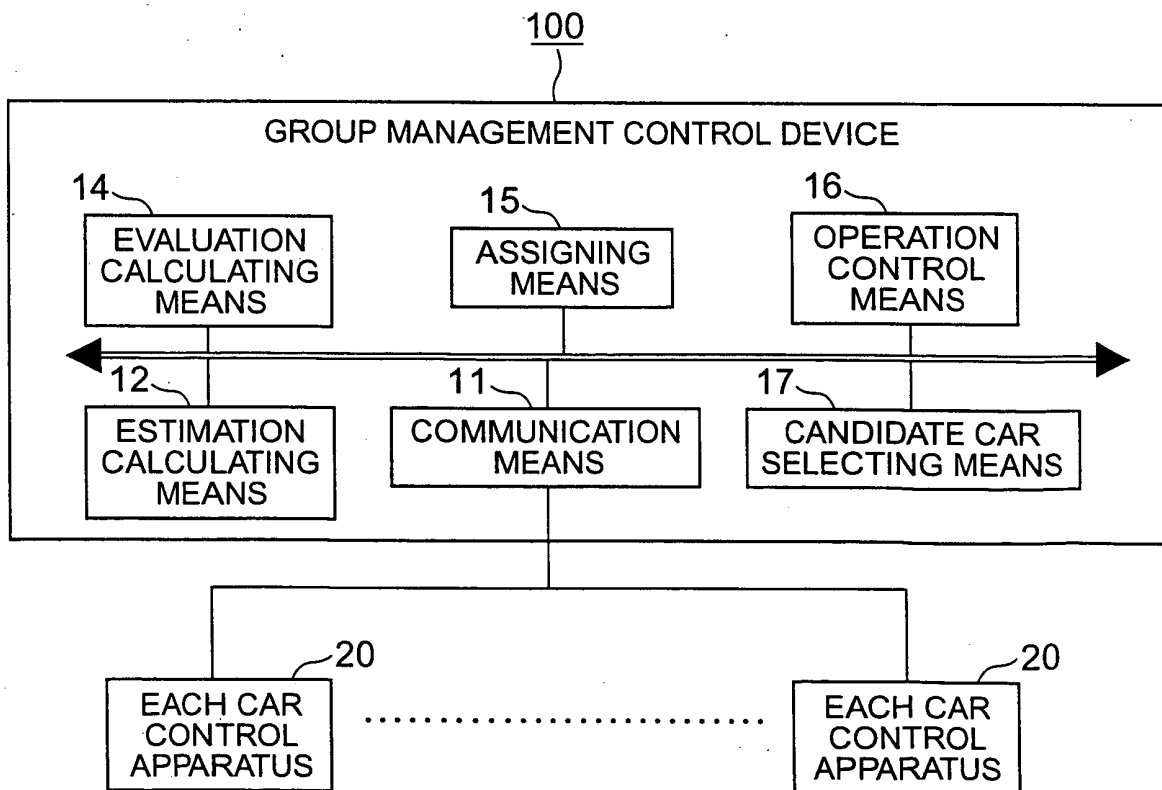 100
GROUP MANAGEMENT CONTROL DEVICE
14
EVALUATION
CALCULATING
MEANS
15
ASSIGNING
MEANS
16
OPERATION
CONTROL
MEANS
12
ESTIMATION
CALCULATING
MEANS
11
COMMUNICATION
MEANS
17
CANDIDATE CAR
SELECTING MEANS
20
EACH CAR
CONTROL
APPARATUS
20
EACH CAR
CONTROL
APPARATUS